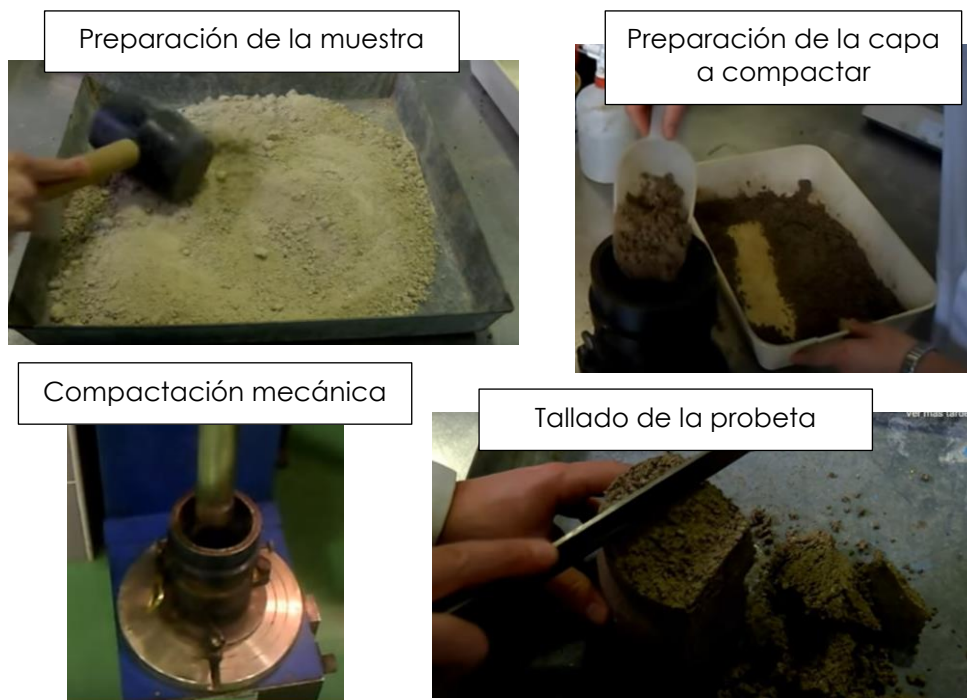 Preparación de la muestra
Preparación de la capa
a compactar
Compactación mecánica
Tallado de la probeta